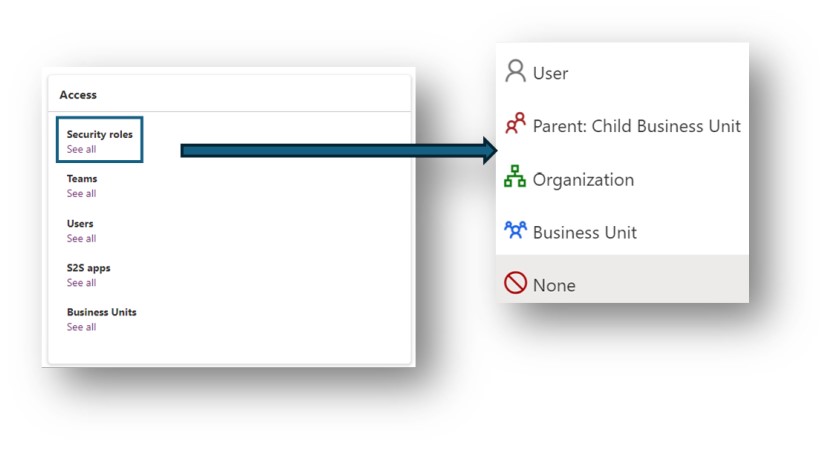 Access
Security roles
See all
Teams
See all
Users
See all
S2S apps
See all
Business Units
See all
User
Parent: Child Business Unit
Organization
Business Unit
None